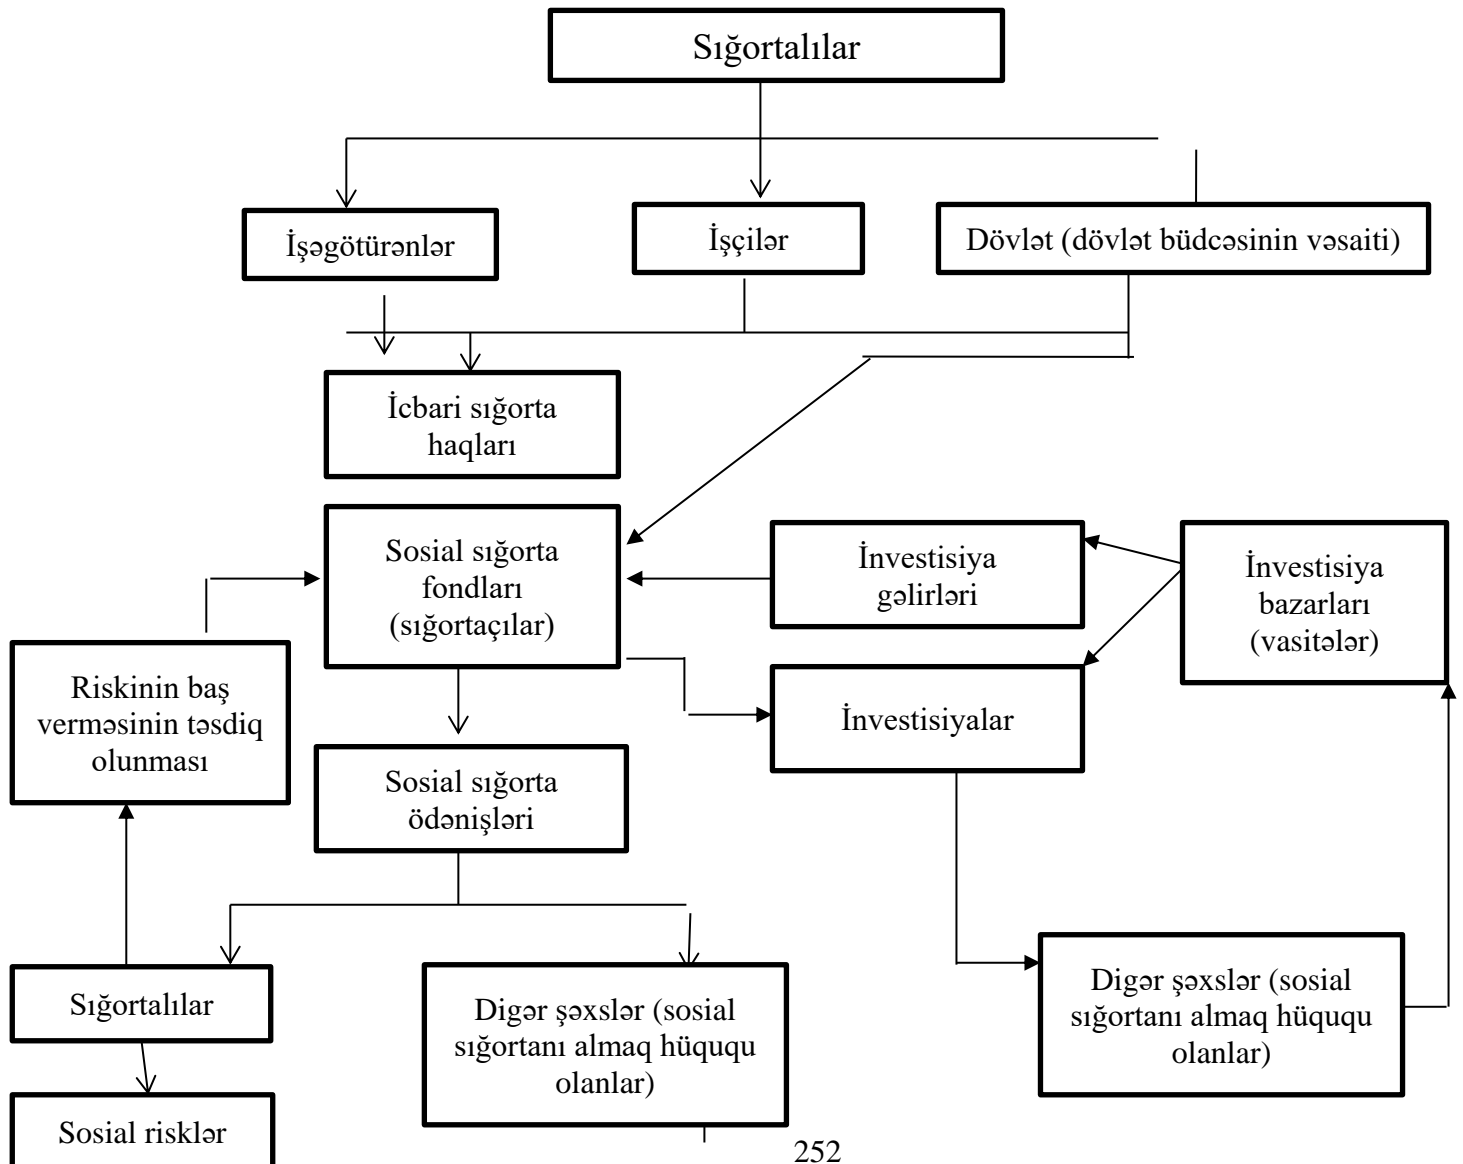 Sığortalılar
İşəgötürənlər
İşçilər
Dövlət (dövlət büdcəsinin vəsaiti)
İcbari sığorta
haqları
Sosial sığorta
fondları
(sığortaçılar)
İnvestisiya
gəlirləri
İnvestisiya
bazarları
(vasitələr)
Riskinin baş
verməsinin təsdiq
olunması
İnvestisiyalar
Sosial sığorta
ödənişləri
Sığortalılar
Digər şəxslər (sosial
sığortanı almaq hüququ
olanlar)
Digər şəxslər (sosial
sığortanı almaq hüququ
olanlar)
Sosial risklər
252